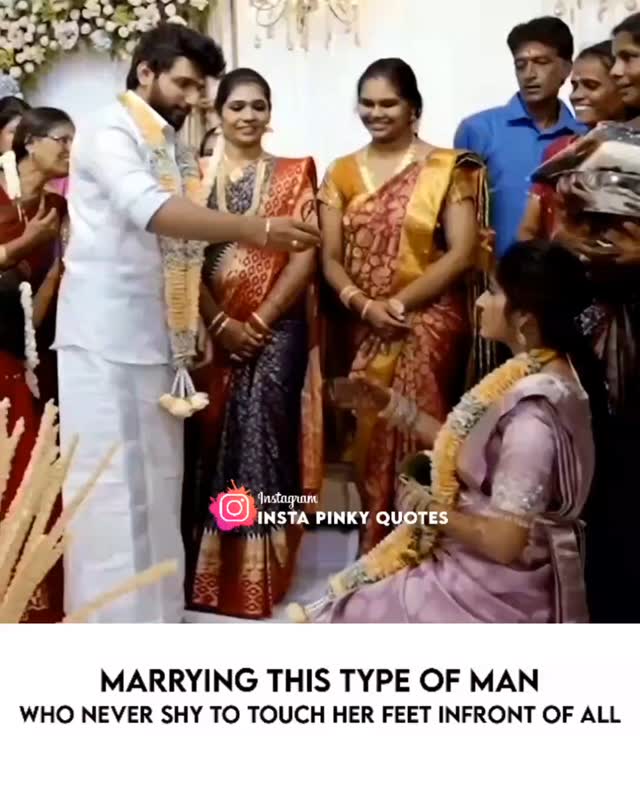 Instagram
INSTA PINKY QUOTES
MARRYING THIS TYPE OF MAN
WHO NEVER SHY TO TOUCH HER FEET INFRONT OF ALL